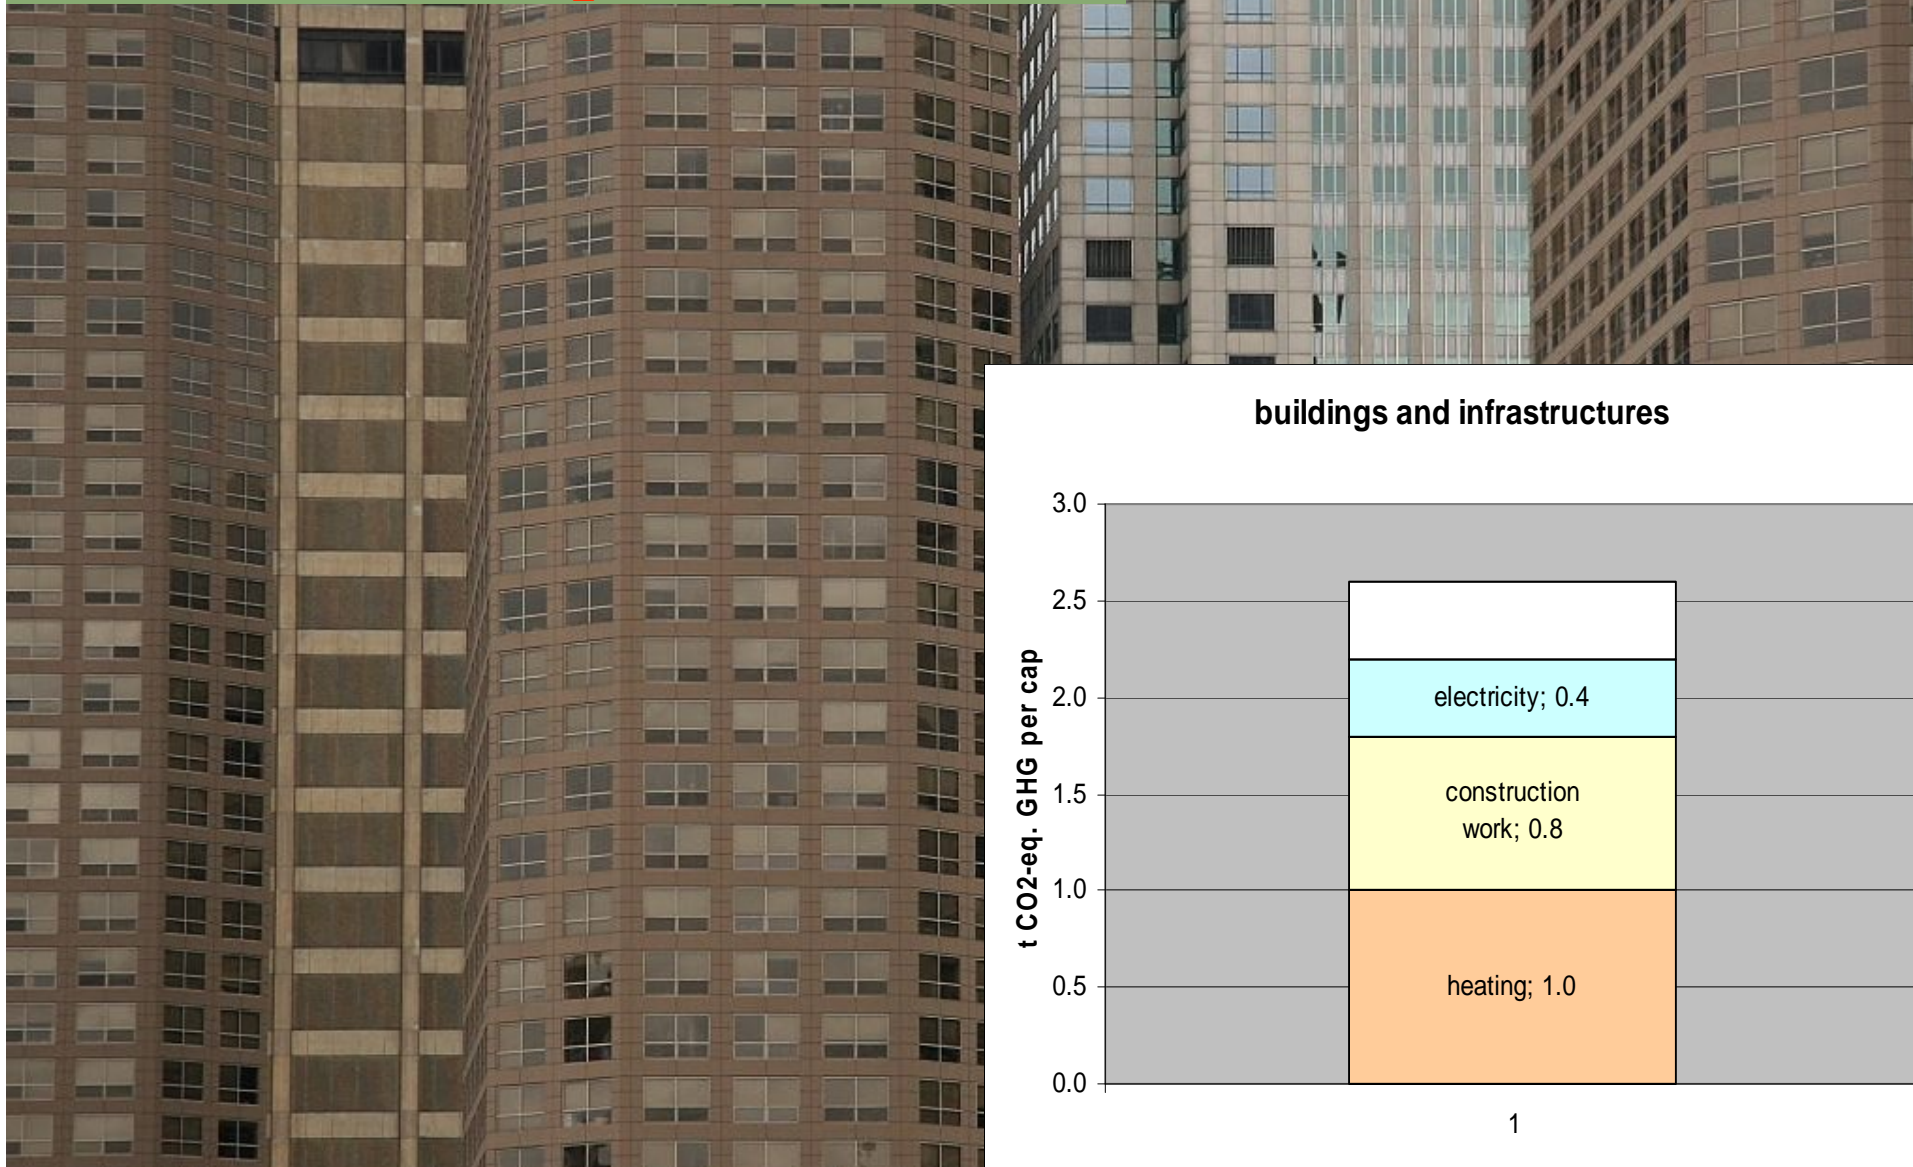 buildings and infrastructures
3.0
2.5
2.0
1.5
1.0
0.5
0.0
t CO2-eq. GHG per cap
electricity; 0.4
construction
work; 0.8
heating; 1.0
1